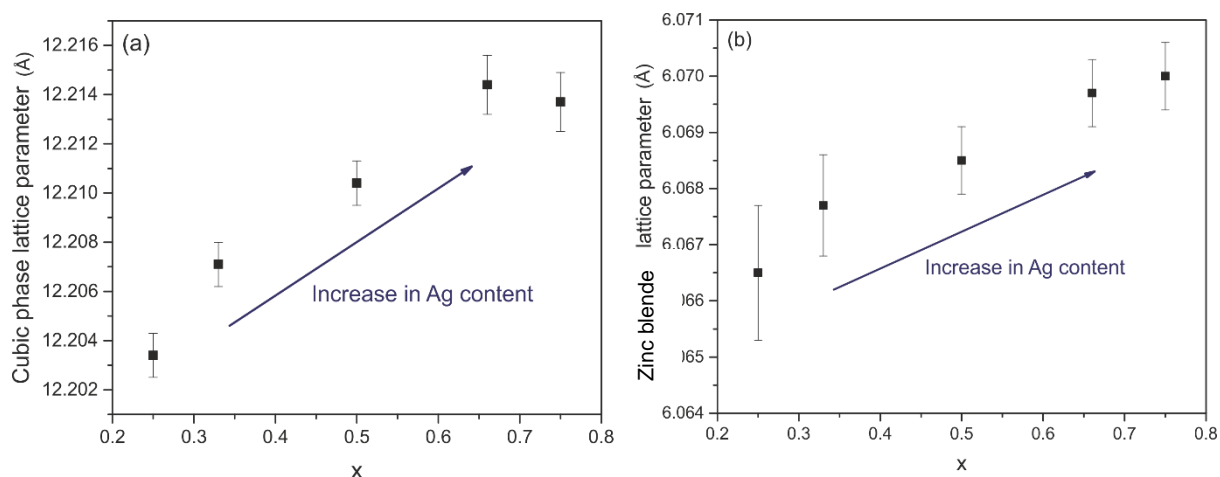 (a)
Cubic phase lattice parameter (Å)
12.216
12.214
12.212
12.210
12.208
12.206
12.204
12.202
Increase in Ag content
0.2 0.3 0.4 0.5 0.6 0.7 0.8
x
(b)
Zinc blende lattice parameter (Å)
6.071
6.070
6.069
6.068
6.067
066
065
6.064
Increase in Ag content
0.2 0.3 0.4 0.5 0.6 0.7 0.8
x